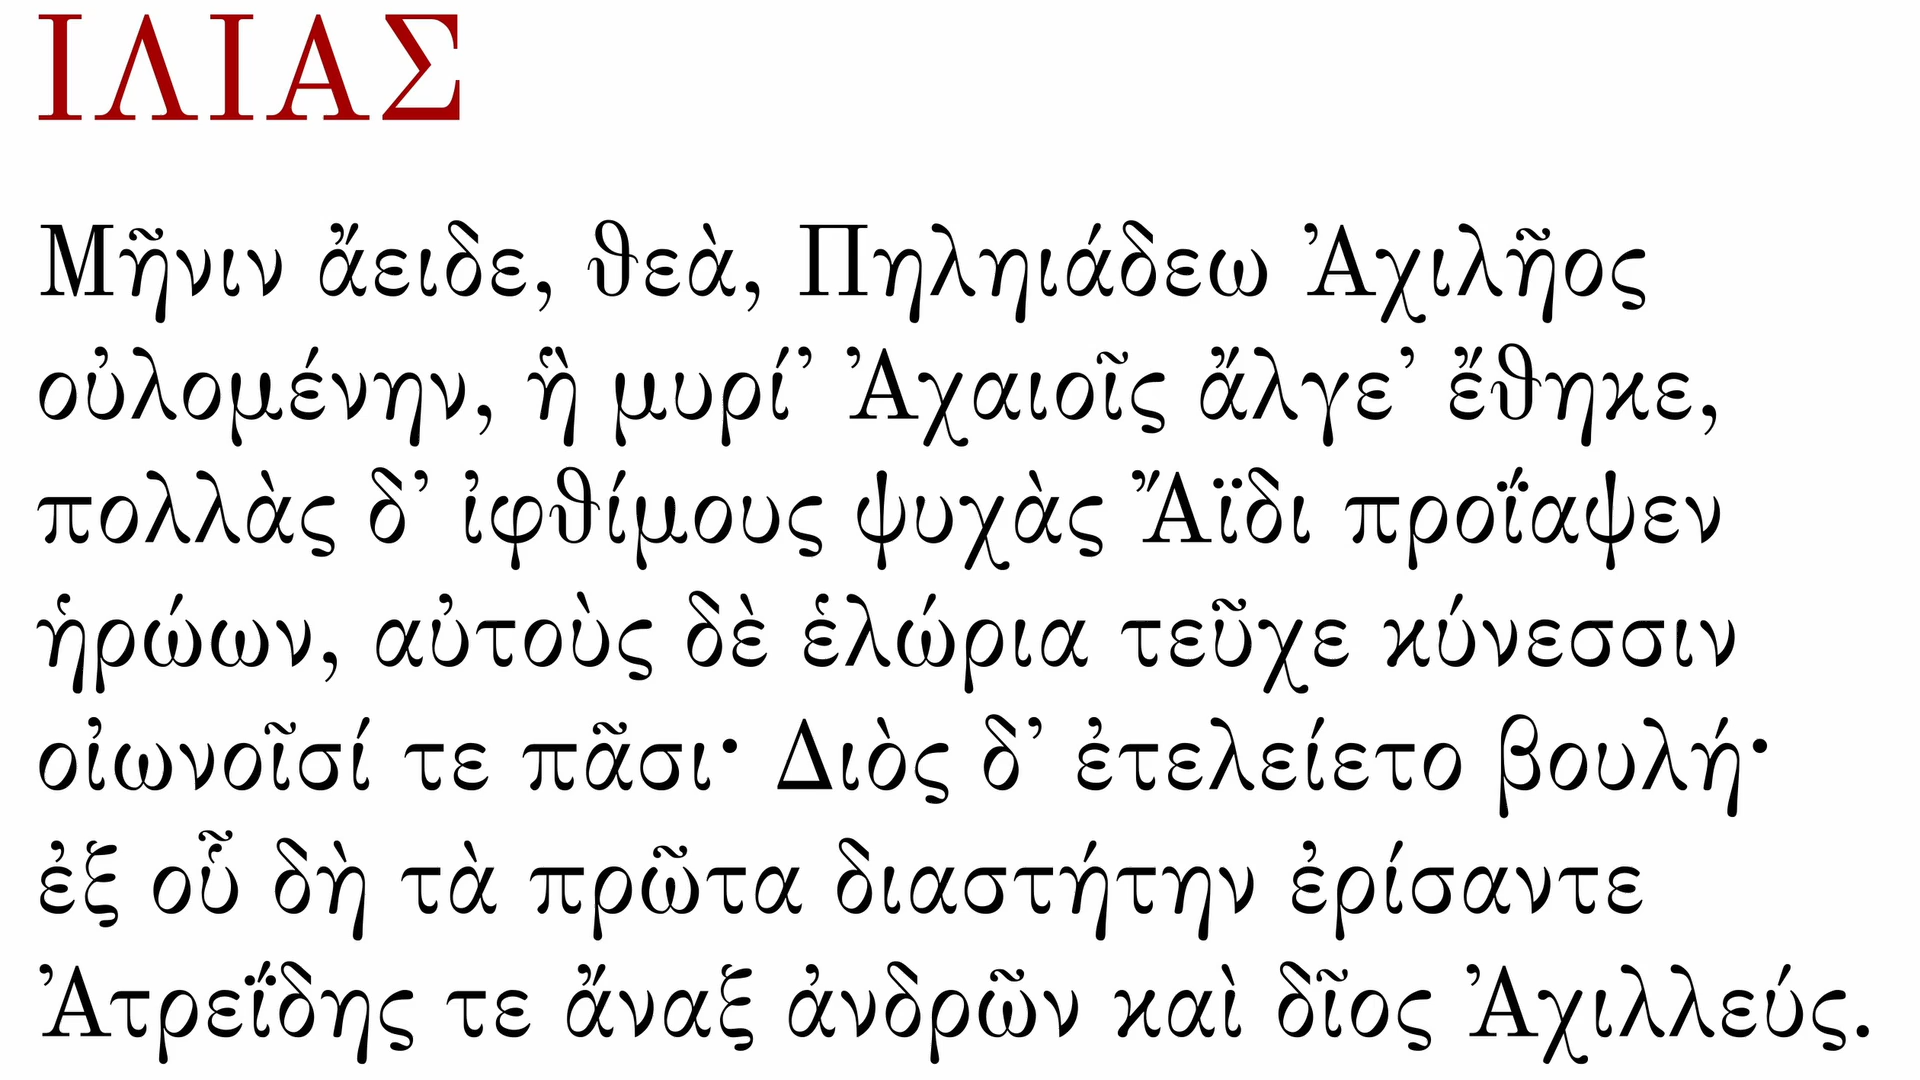 ΙΛΙΑΣ
Μῆνιν ἄειδε, θεὰ, Πηληιάδεω Ἀχιλῆος
οὐλομένην, ἣ μυρί’ Ἀχαιοῖς ἄλγε’ ἔθηκε,
πολλὰς δ’ ἰφθίμους ψυχὰς Ἄϊδι προΐαψεν
ἡρώων, αὐτοὺς δὲ ἑλώρια τεῦχε κύνεσσιν
οἰωνοῖσί τε πᾶσι· Διὸς δ’ ἐτελείετο βουλή·
ἐξ οὗ δὴ τὰ πρῶτα διαστήτην ἐρίσαντε
Ἀτρεΐδης τε ἄναξ ἀνδρῶν καὶ δῖος Ἀχιλλεύς.